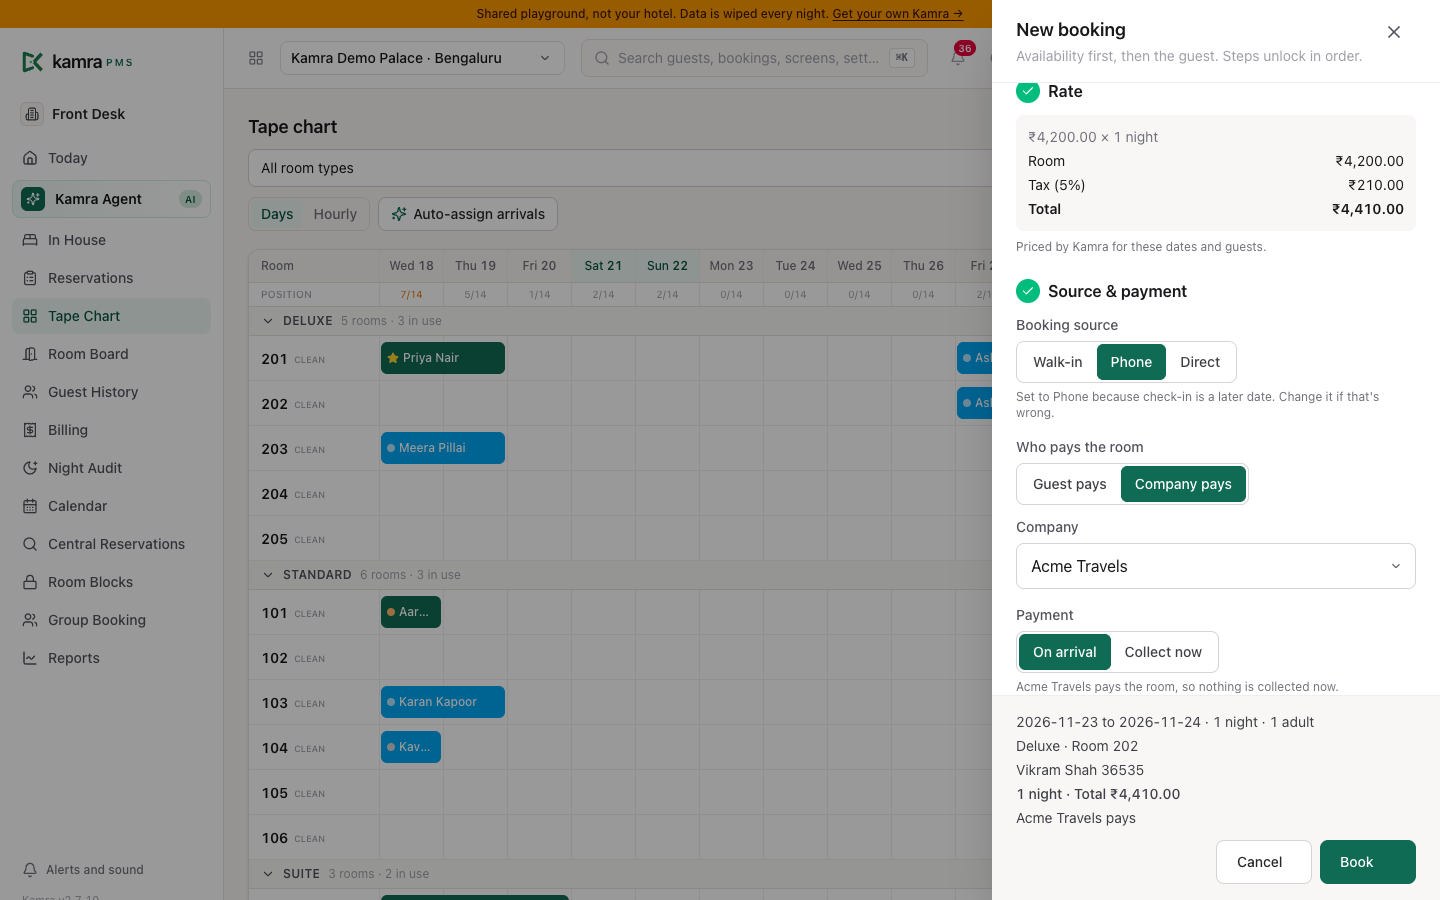 Shared playground, not your hotel. Data is wiped every night. Get your own Kamra →
kamra PMS
Front Desk
Today
Kamra Agent AI
In House
Reservations
Tape Chart
Room Board
Guest History
Billing
Night Audit
Calendar
Central Reservations
Room Blocks
Group Booking
Reports
Alerts and sound
Kamra Demo Palace · Bengaluru
Search guests, bookings, screens, sett... ⌘K
36
Tape chart
All room types
Days Hourly Auto-assign arrivals
Room Wed 18 Thu 19 Fri 20 Sat 21 Sun 22 Mon 23 Tue 24 Wed 25 Thu 26 Fri
POSITION 7/14 5/14 1/14 2/14 2/14 0/14 0/14 0/14 0/14
DELUXE 5 rooms · 3 in use
201 CLEAN Priya Nair
202 CLEAN
203 CLEAN Meera Pillai
204 CLEAN
205 CLEAN
STANDARD 6 rooms · 3 in use
101 CLEAN Aar...
102 CLEAN
103 CLEAN Karan Kapoor
104 CLEAN Kav...
105 CLEAN
106 CLEAN
SUITE 3 rooms · 2 in use
New booking
Availability first, then the guest. Steps unlock in order.
Rate
₹4,200.00 × 1 night
Room ₹4,200.00
Tax (5%) ₹210.00
Total ₹4,410.00
Priced by Kamra for these dates and guests.
Source & payment
Booking source
Walk-in Phone Direct
Set to Phone because check-in is a later date. Change it if that's
wrong.
Who pays the room
Guest pays Company pays
Company
Acme Travels
Payment
On arrival Collect now
Acme Travels pays the room, so nothing is collected now.
2026-11-23 to 2026-11-24 · 1 night · 1 adult
Deluxe · Room 202
Vikram Shah 36535
1 night · Total ₹4,410.00
Acme Travels pays
Cancel Book